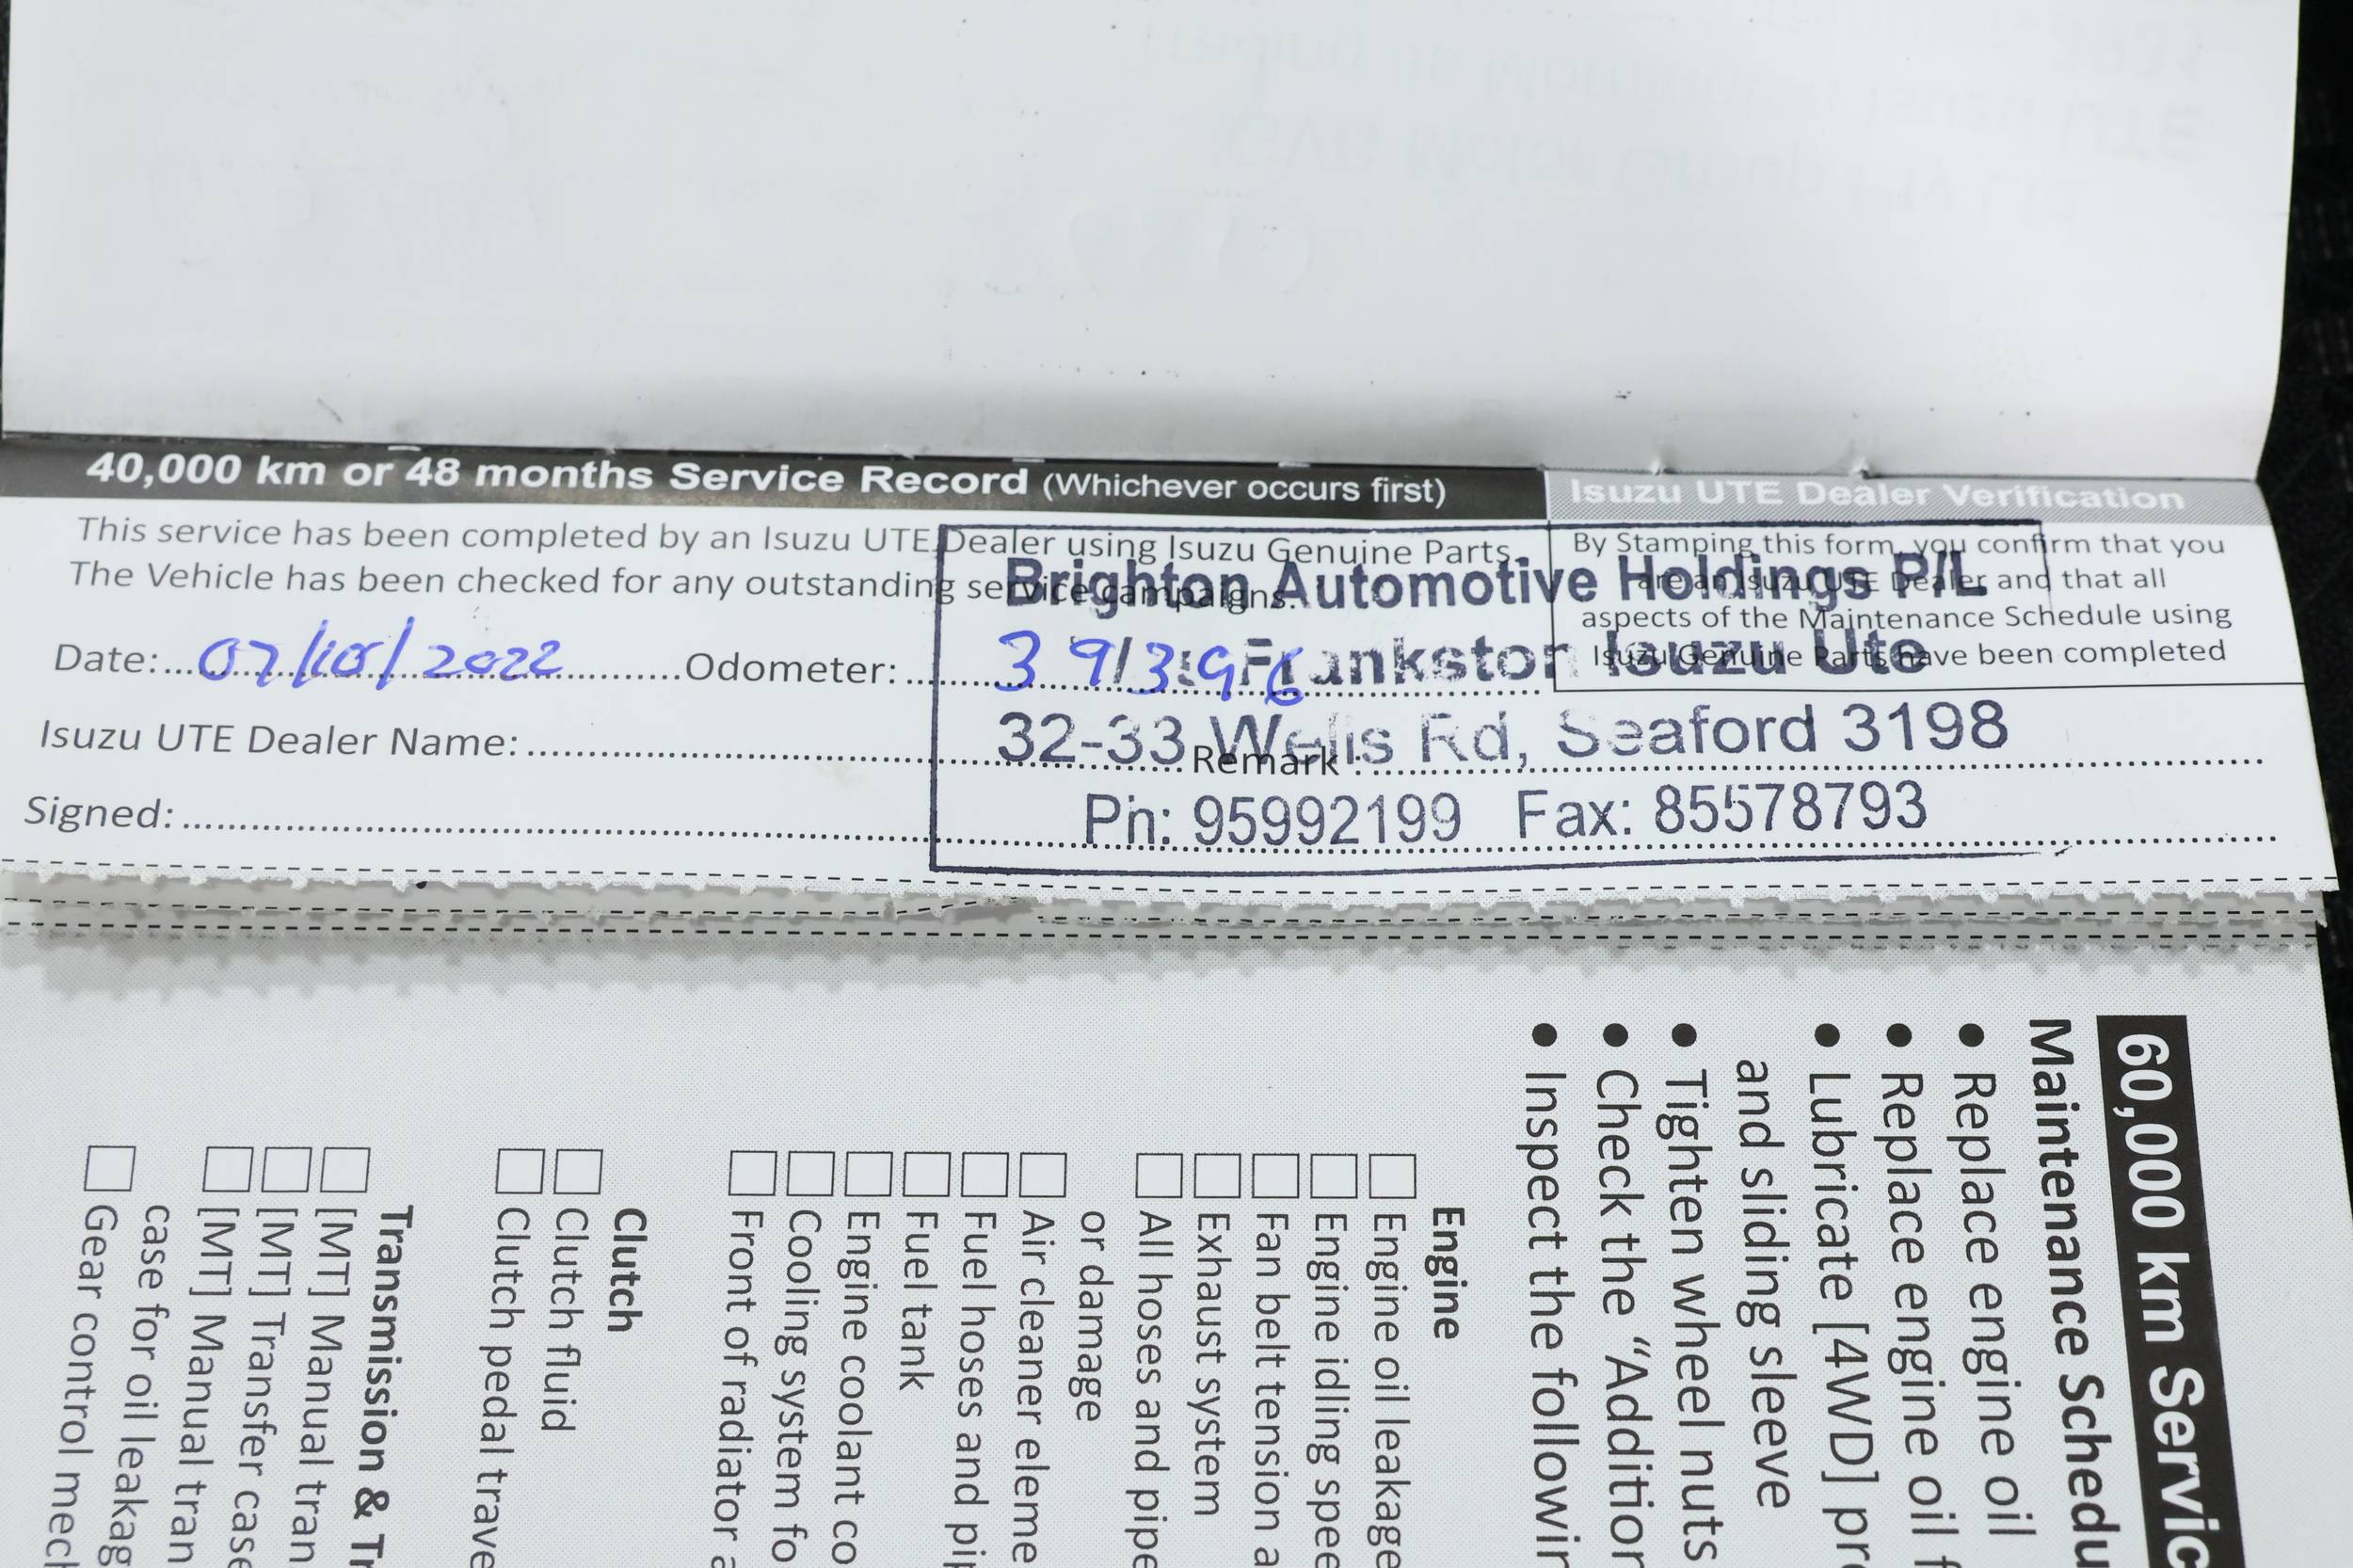 40,000 km or 48 months Service Record (Whichever occurs first)
Isuzu UTE Dealer Verification
This service has been completed by an Isuzu UTE Dealer using Isuzu Genuine Parts.
The Vehicle has been checked for any outstanding service campaigns.
By Stamping this form, you confirm that you
are an Isuzu UTE Dealer and that all
aspects of the Maintenance Schedule using
Isuzu Genuine Parts have been completed
Date: 07/10/2022 Odometer: 39396
Isuzu UTE Dealer Name:
Remark:
Signed:
Brighton Automotive Holdings P/L
Frankston Isuzu Ute
32-33 Wells Rd, Seaford 3198
Ph: 95992199 Fax: 85578793
60,000 km Servic
Maintenance Schedu
• Replace engine oil
• Replace engine oil f
• Lubricate [4WD] pr
and sliding sleeve
• Tighten wheel nuts
• Check the “Addition
• Inspect the followin
Engine
Engine oil leakage
Engine idling spee
Fan belt tension a
Exhaust system
All hoses and pipe
or damage
Air cleaner eleme
Fuel hoses and pi
Fuel tank
Engine coolant co
Cooling system fo
Front of radiator a
Clutch
Clutch fluid
Clutch pedal trave
Transmission & Tr
[MT] Manual tran
[MT] Transfer case
[MT] Manual tran
case for oil leakag
Gear control mech